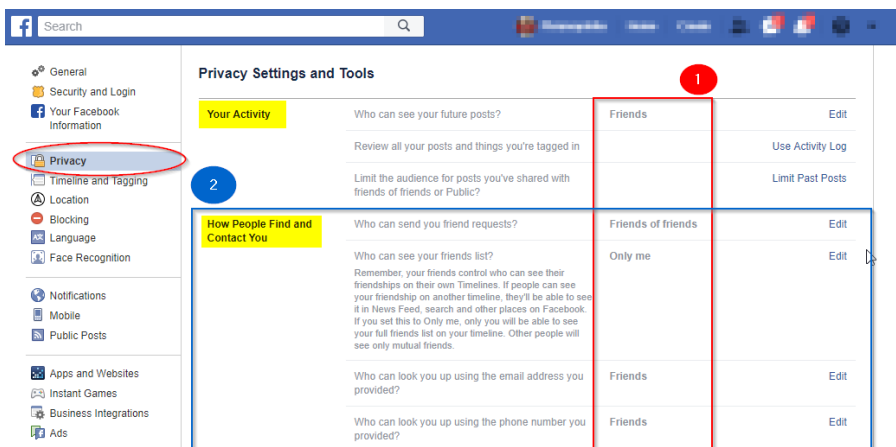 f
Search
General
Security and Login
Your Facebook
Information
Privacy
Timeline and Tagging
Location
Blocking
Language
Face Recognition
Notifications
Mobile
Public Posts
Apps and Websites
Instant Games
Business Integrations
Ads
Privacy Settings and Tools
1
Your Activity
Who can see your future posts?
Friends
Edit
Review all your posts and things you're tagged in
Use Activity Log
Limit the audience for posts you've shared with
friends of friends or Public?
Limit Past Posts
2
How People Find and
Contact You
Who can send you friend requests?
Friends of friends
Edit
Who can see your friends list?
Only me
Edit
Remember, your friends control who can see their
friendships on their own Timelines. If people can see
your friendship on another timeline, they'll be able to see
it in News Feed, search and other places on Facebook.
If you set this to Only me, only you will be able to see
your full friends list on your timeline. Other people will
see only mutual friends.
Who can look you up using the email address you
provided?
Friends
Edit
Who can look you up using the phone number you
provided?
Friends
Edit